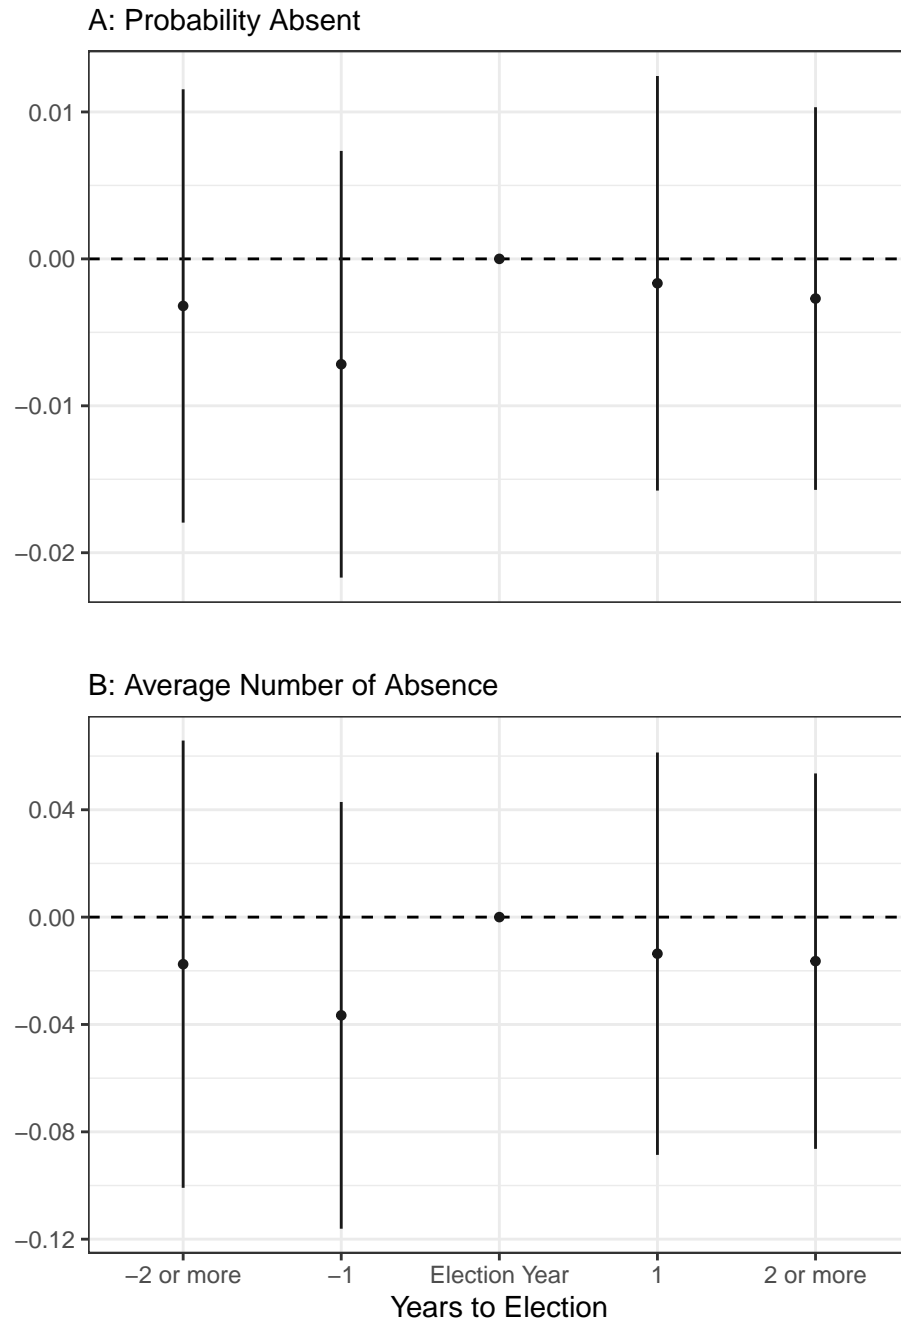 A: Probability Absent
0.01
0.00
−0.01
−0.02
B: Average Number of Absence
0.04
0.00
−0.04
−0.08
−0.12
−2 or more −1 Election Year 1 2 or more
Years to Election